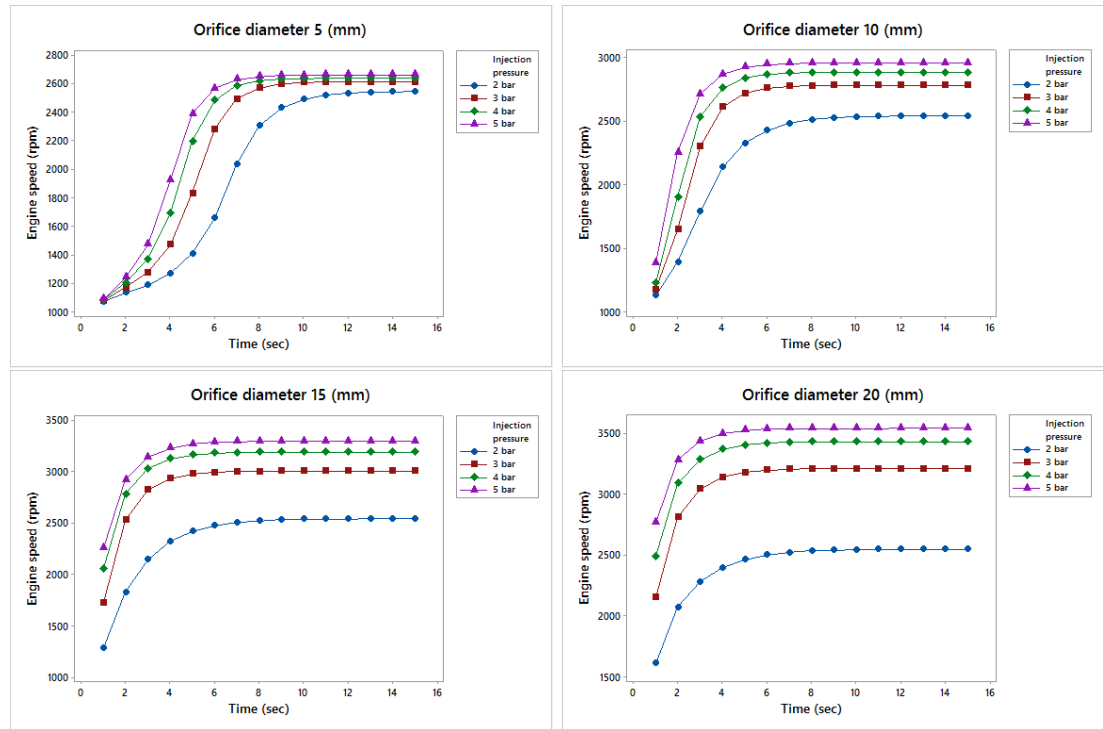 Orifice diameter 5 (mm)
Engine speed (rpm)
2800
2600
2400
2200
2000
1800
1600
1400
1200
1000
0 2 4 6 8 10 12 14 16
Time (sec)
Injection
pressure
2 bar
3 bar
4 bar
5 bar
Orifice diameter 10 (mm)
Engine speed (rpm)
3000
2500
2000
1500
1000
0 2 4 6 8 10 12 14 16
Time (sec)
Injection
pressure
2 bar
3 bar
4 bar
5 bar
Orifice diameter 15 (mm)
Engine speed (rpm)
3500
3000
2500
2000
1500
1000
0 2 4 6 8 10 12 14 16
Time (sec)
Injection
pressure
2 bar
3 bar
4 bar
5 bar
Orifice diameter 20 (mm)
Engine speed (rpm)
3500
3000
2500
2000
1500
0 2 4 6 8 10 12 14 16
Time (sec)
Injection
pressure
2 bar
3 bar
4 bar
5 bar